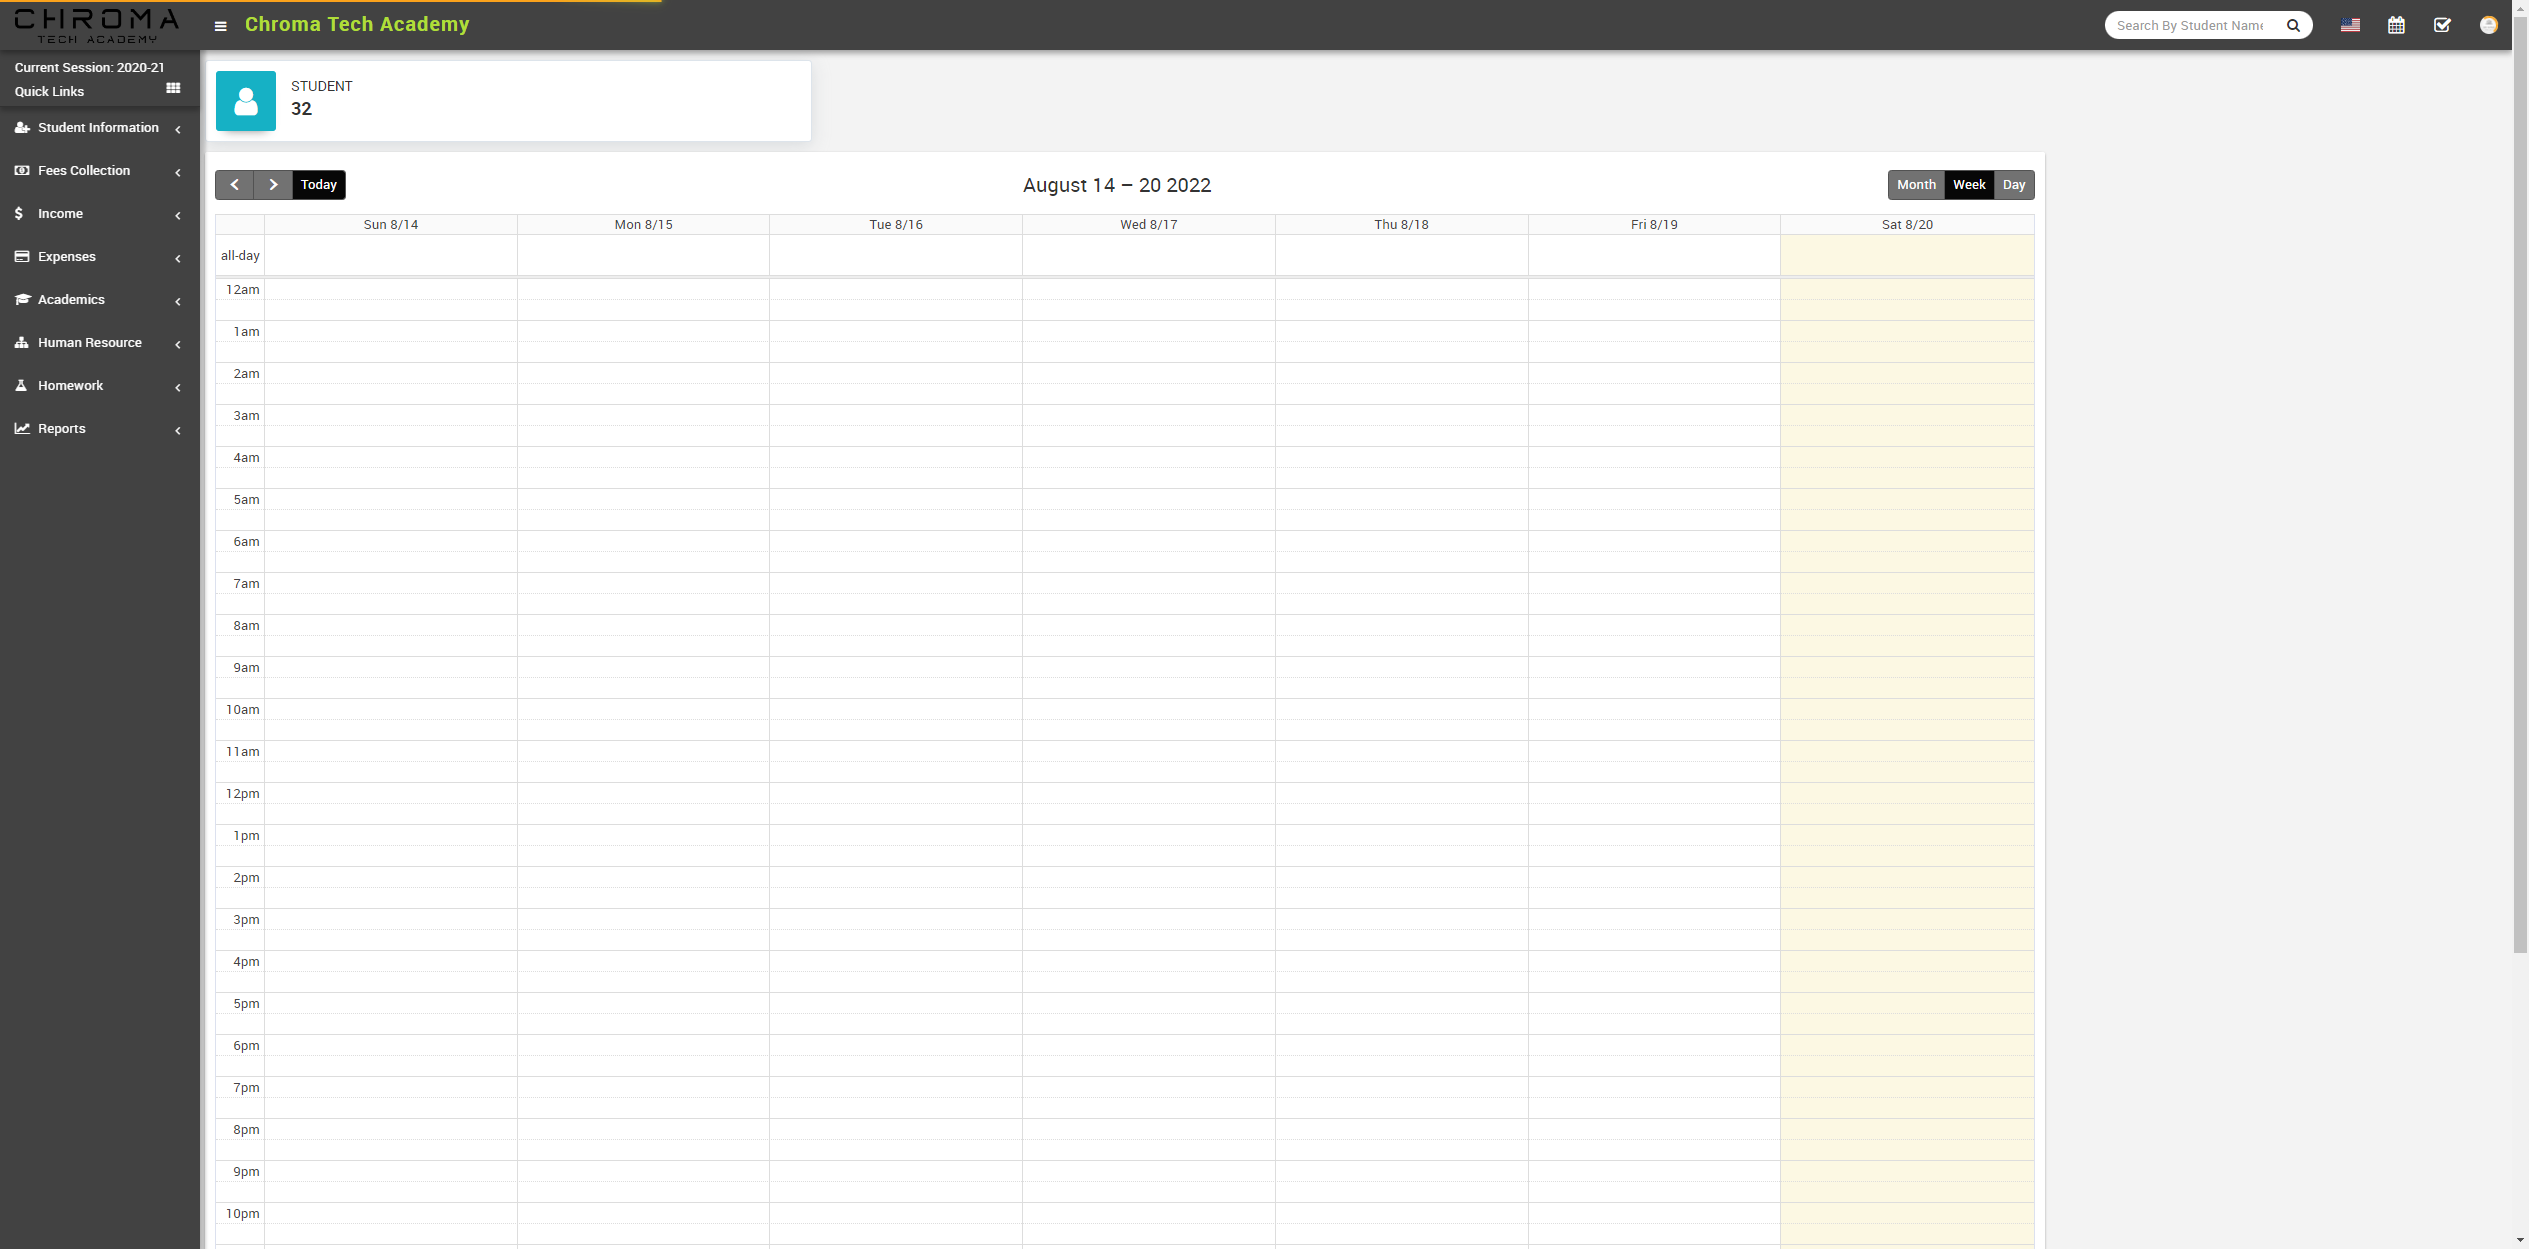 CHROMA
TECH ACADEMY
Chroma Tech Academy
Search By Student Name
Current Session: 2020-21
Quick Links
Student Information
Fees Collection
Income
Expenses
Academics
Human Resource
Homework
Reports
STUDENT
32
Today
August 14 – 20 2022
Month Week Day
Sun 8/14 Mon 8/15 Tue 8/16 Wed 8/17 Thu 8/18 Fri 8/19 Sat 8/20
all-day
12am
1am
2am
3am
4am
5am
6am
7am
8am
9am
10am
11am
12pm
1pm
2pm
3pm
4pm
5pm
6pm
7pm
8pm
9pm
10pm